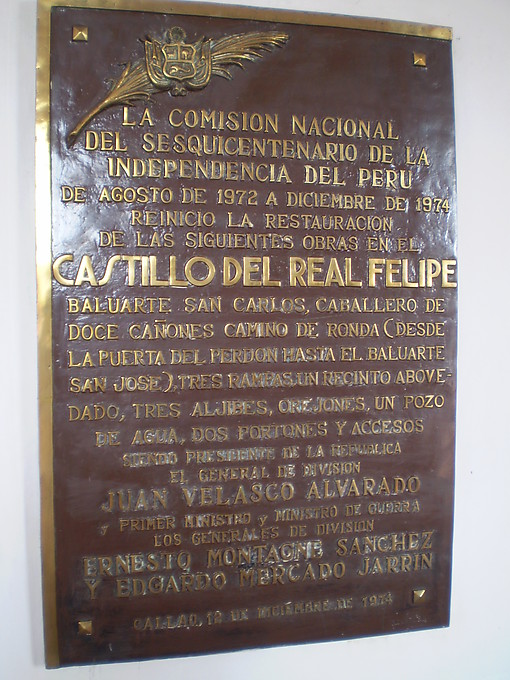 LA COMISION NACIONAL
DEL SESQUICENTENARIO DE LA
INDEPENDENCIA DEL PERU
DE AGOSTO DE 1972 A DICIEMBRE DE 1974
REINICIO LA RESTAURACION
DE LAS SIGUIENTES OBRAS EN EL
CASTILLO DEL REAL FELIPE
BALUARTE SAN CARLOS, CABALLERO DE
DOCE CAÑONES CAMINO DE RONDA (DESDE
LA PUERTA DEL PERDON HASTA EL BALUARTE
SAN JOSE), TRES RAMPAS, UN RECINTO ABOVE-
DADO, TRES ALJIBES, OREJONES, UN POZO
DE AGUA, DOS PORTONES Y ACCESOS
SIENDO PRESIDENTE DE LA REPUBLICA
EL GENERAL DE DIVISION
JUAN VELASCO ALVARADO
y PRIMER MINISTRO y MINISTRO DE GUERRA
LOS GENERALES DE DIVISION
ERNESTO MONTAGNE SANCHEZ
Y EDGARDO MERCADO JARRIN
CALLAO, 12 DE DICIEMBRE DE 1974